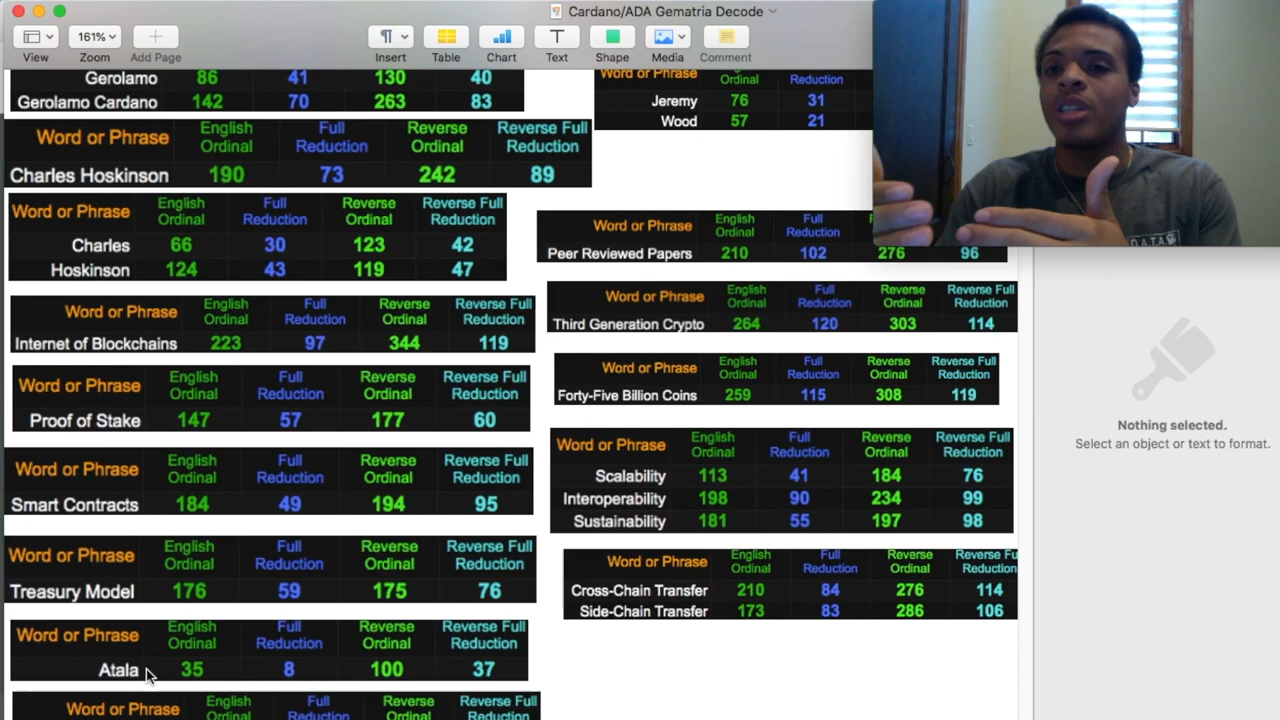 Cardano/ADA Gematria Decode
161%
View Zoom Add Page Insert Table Chart Text Shape Media Comment
Gerolamo 86 41 130 40
Gerolamo Cardano 142 70 263 83
Word or Phrase English Ordinal Full Reduction Reverse Ordinal Reverse Full Reduction
Charles Hoskinson 190 73 242 89
Word or Phrase English Ordinal Full Reduction Reverse Ordinal Reverse Full Reduction
Charles 66 30 123 42
Hoskinson 124 43 119 47
Word or Phrase English Ordinal Full Reduction Reverse Ordinal Reverse Full Reduction
Internet of Blockchains 223 97 344 119
Word or Phrase English Ordinal Full Reduction Reverse Ordinal Reverse Full Reduction
Proof of Stake 147 57 177 60
Word or Phrase English Ordinal Full Reduction Reverse Ordinal Reverse Full Reduction
Smart Contracts 184 49 194 95
Word or Phrase English Ordinal Full Reduction Reverse Ordinal Reverse Full Reduction
Treasury Model 176 59 175 76
Word or Phrase English Ordinal Full Reduction Reverse Ordinal Reverse Full Reduction
Atala 35 8 100 37
Word or Phrase English Ordinal Full Reduction Reverse Ordinal Reverse Full Reduction
Word or Phrase Ordinal Reduction
Jeremy 76 31
Wood 57 21
Word or Phrase English Ordinal Full Reduction
Peer Reviewed Papers 210 102 276 96
Word or Phrase English Ordinal Full Reduction Reverse Ordinal Reverse Full Reduction
Third Generation Crypto 264 120 303 114
Word or Phrase English Ordinal Full Reduction Reverse Ordinal Reverse Full Reduction
Forty-Five Billion Coins 259 115 308 119
Word or Phrase English Ordinal Full Reduction Reverse Ordinal Reverse Full Reduction
Scalability 113 41 184 76
Interoperability 198 90 234 99
Sustainability 181 55 197 98
Word or Phrase English Ordinal Full Reduction Reverse Ordinal Reverse Fu Reduction
Cross-Chain Transfer 210 84 276 114
Side-Chain Transfer 173 83 286 106
Nothing selected.
Select an object or text to format.